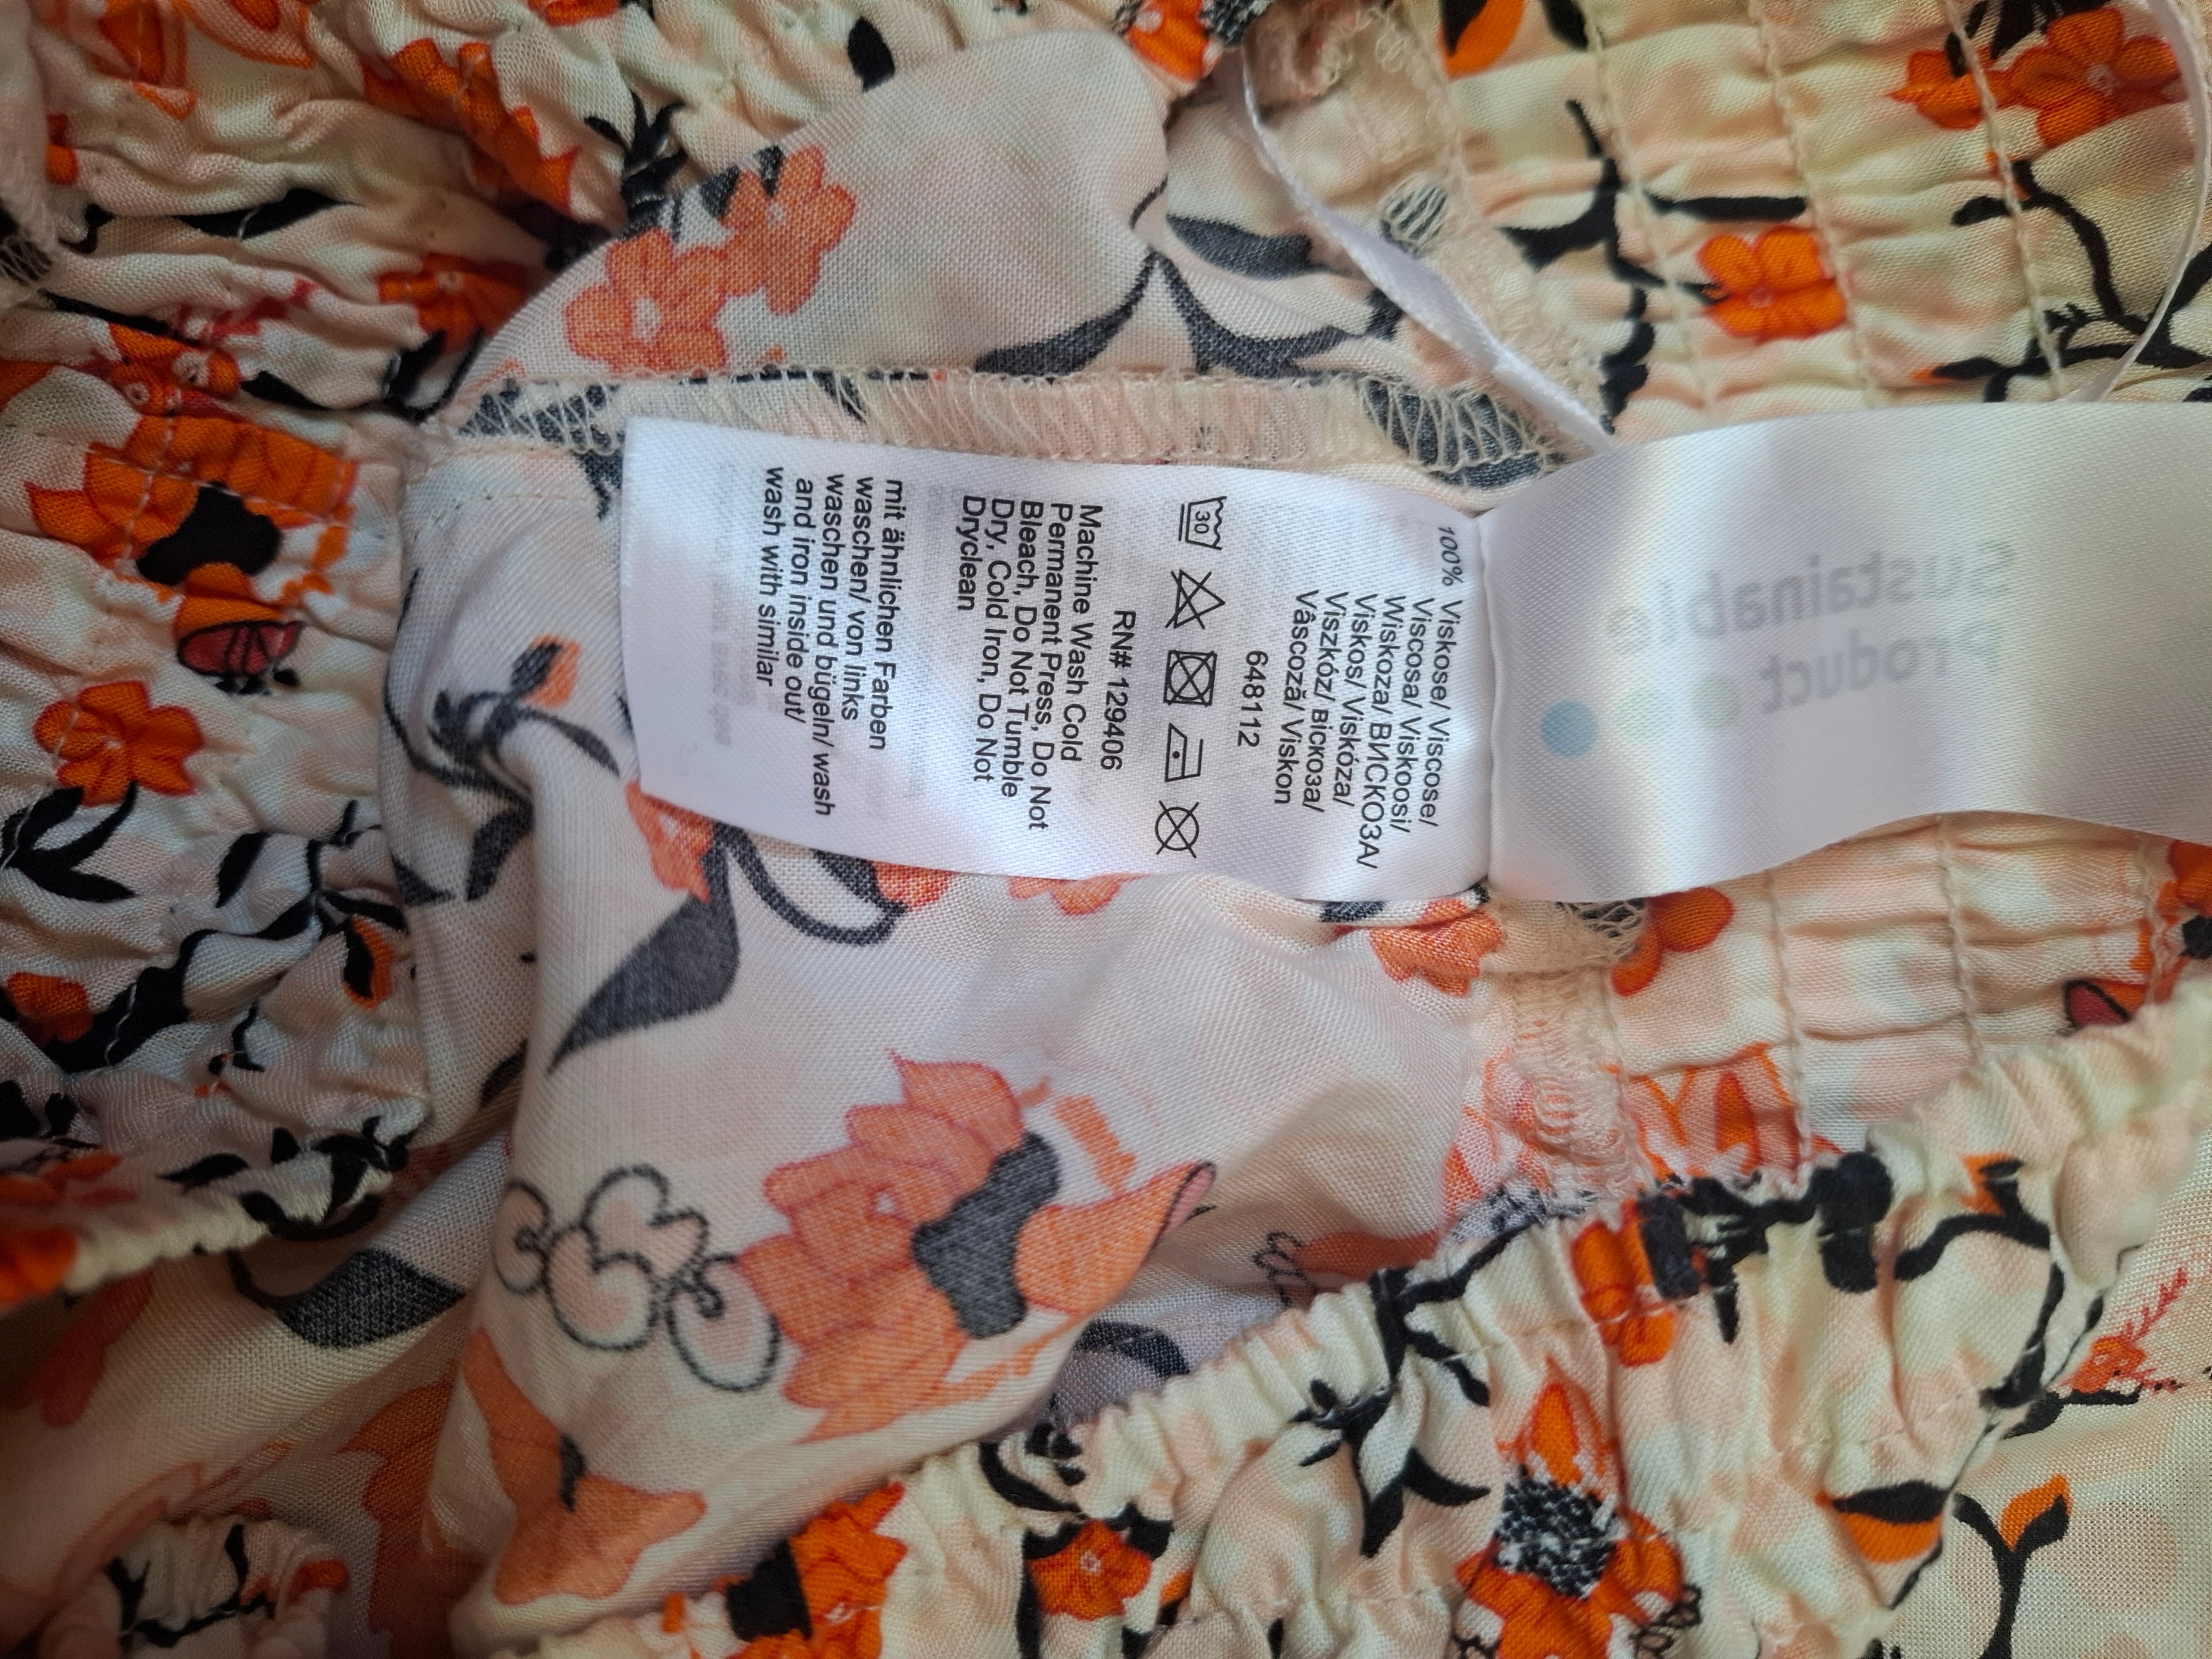 100% Viskose/ Viscose/
Viscosa/ Viskoosi/
Wiskoza/ ВИСКОЗА/
Viskos/ Viskóza/
Viszkóz/ віскоза/
Vâscoză/ Viskon
648112
30
RN# 129406
Machine Wash Cold
Permanent Press, Do Not
Bleach, Do Not Tumble
Dry, Cold Iron, Do Not
Dryclean
mit ähnlichen Farben
waschen/ von links
waschen und bügeln/ wash
and iron inside out/
wash with similar
Sustainable
Product